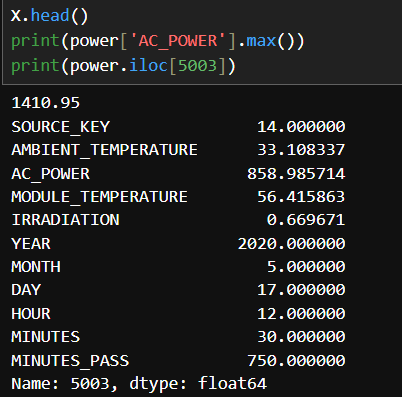 X.head()
print(power['AC_POWER'].max())
print(power.iloc[5003])
1410.95
SOURCE_KEY 14.000000
AMBIENT_TEMPERATURE 33.108337
AC_POWER 858.985714
MODULE_TEMPERATURE 56.415863
IRRADIATION 0.669671
YEAR 2020.000000
MONTH 5.000000
DAY 17.000000
HOUR 12.000000
MINUTES 30.000000
MINUTES_PASS 750.000000
Name: 5003, dtype: float64